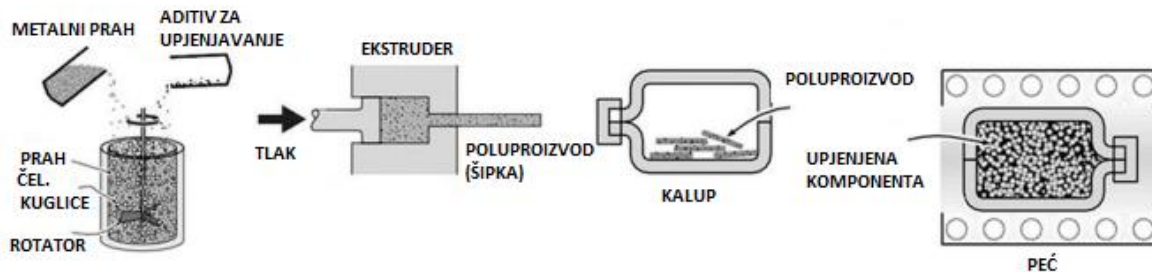 METALNI PRAH
ADITIV ZA
UPJENJAVANJE
PRAH
ČEL.
KUGLICE
ROTATOR
TLAK
EKSTRUDER
POLUPROIZVOD
(ŠIPKA)
POLUPROIZVOD
KALUP
UPJENJENA
KOMPONENTA
PEĆ